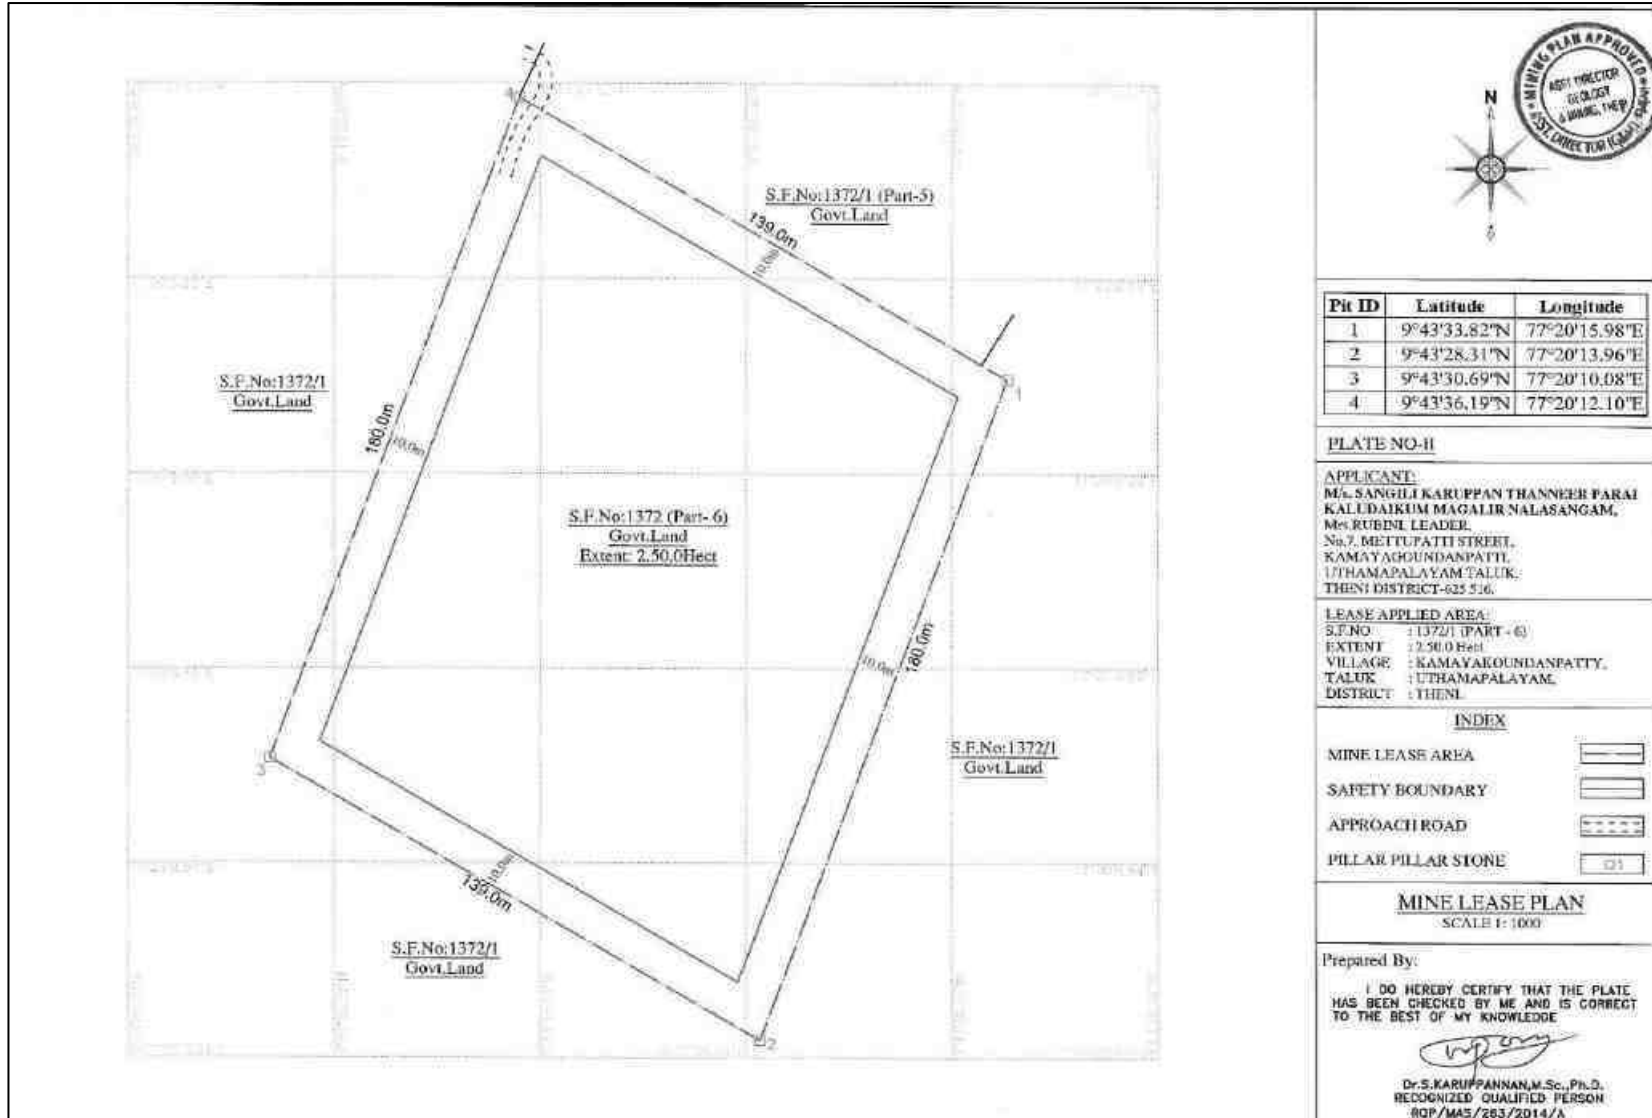 S.F.No:1372/1 (Part-5)
Govt.Land
139.0m
10.0m
S.F.No:1372/1
Govt.Land
180.0m
10.0m
S.F.No:1372 (Part- 6)
Govt.Land
Extent: 2.50.0Hect
1
4
10.0m
180.0m
S.F.No:1372/1
Govt.Land
3
10.0m
139.0m
S.F.No:1372/1
Govt.Land
2
MINING PLAN APPROVED
ASST DIRECTOR
GEOLOGY
& MINING, THENI
N
S
Pit ID Latitude Longitude
1 9°43'33.82"N 77°20'15.98"E
2 9°43'28.31"N 77°20'13.96"E
3 9°43'30.69"N 77°20'10.08"E
4 9°43'36.19"N 77°20'12.10"E
PLATE NO-II
APPLICANT:
M/s. SANGILI KARUPPAN THANNEER PARAI
KALUDAIKUM MAGALIR NALASANGAM,
Mrs.RUBINI, LEADER,
No.7, METTUPATTI STREET,
KAMAYAGOUNDANPATTI,
UTHAMAPALAYAM TALUK,
THENI DISTRICT-625 516.
LEASE APPLIED AREA:
S.F.NO : 1372/1 (PART - 6)
EXTENT : 2.50.0 Hect
VILLAGE : KAMAYAKOUNDANPATTY,
TALUK : UTHAMAPALAYAM,
DISTRICT : THENI.
INDEX
MINE LEASE AREA
SAFETY BOUNDARY
APPROACH ROAD
PILLAR PILLAR STONE
MINE LEASE PLAN
SCALE 1: 1000
Prepared By:
I DO HEREBY CERTIFY THAT THE PLATE
HAS BEEN CHECKED BY ME AND IS CORRECT
TO THE BEST OF MY KNOWLEDGE
Dr.S.KARUPPANNAN,M.Sc.,Ph.D.
RECOGNIZED QUALIFIED PERSON
RQP/MAS/263/2014/A